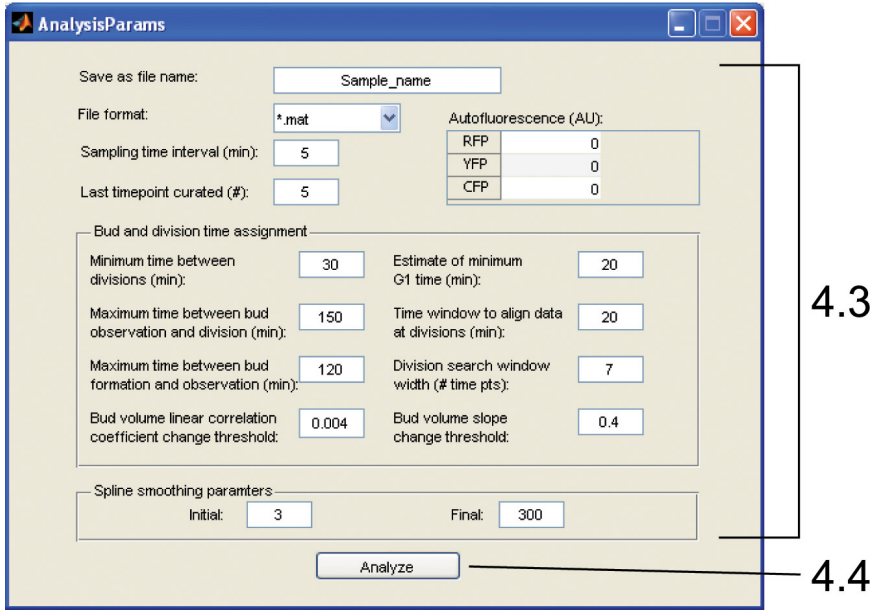 AnalysisParams
Save as file name:
Sample_name
File format:
*.mat
Autofluorescence (AU):
RFP 0
YFP 0
CFP 0
Sampling time interval (min):
5
Last timepoint curated (#):
5
4.3
Bud and division time assignment
Minimum time between
divisions (min):
30
Estimate of minimum
G1 time (min):
20
Maximum time between bud
observation and division (min):
150
Time window to align data
at divisions (min):
20
Maximum time between bud
formation and observation (min):
120
Division search window
width (# time pts):
7
Bud volume linear correlation
coefficient change threshold:
0.004
Bud volume slope
change threshold:
0.4
Spline smoothing paramters
Initial: 3
Final: 300
Analyze
4.4